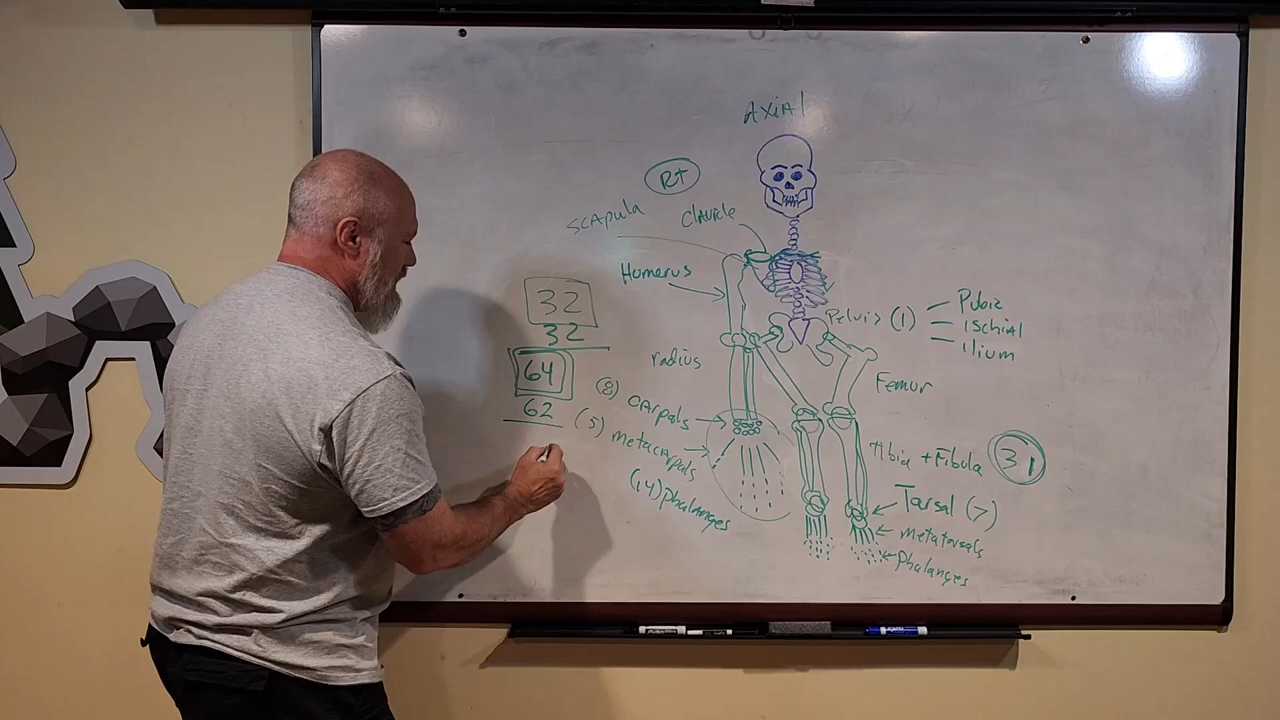 Axial
Rt
Scapula
Clavicle
Humerus
32
32
64
62
Pelvis (1)
Pubis
Ischial
Ilium
radius
Femur
(8) carpals
(5) metacarpals
(14) phalanges
Tibia + Fibula
31
Tarsal (7)
metatarsals
phalanges